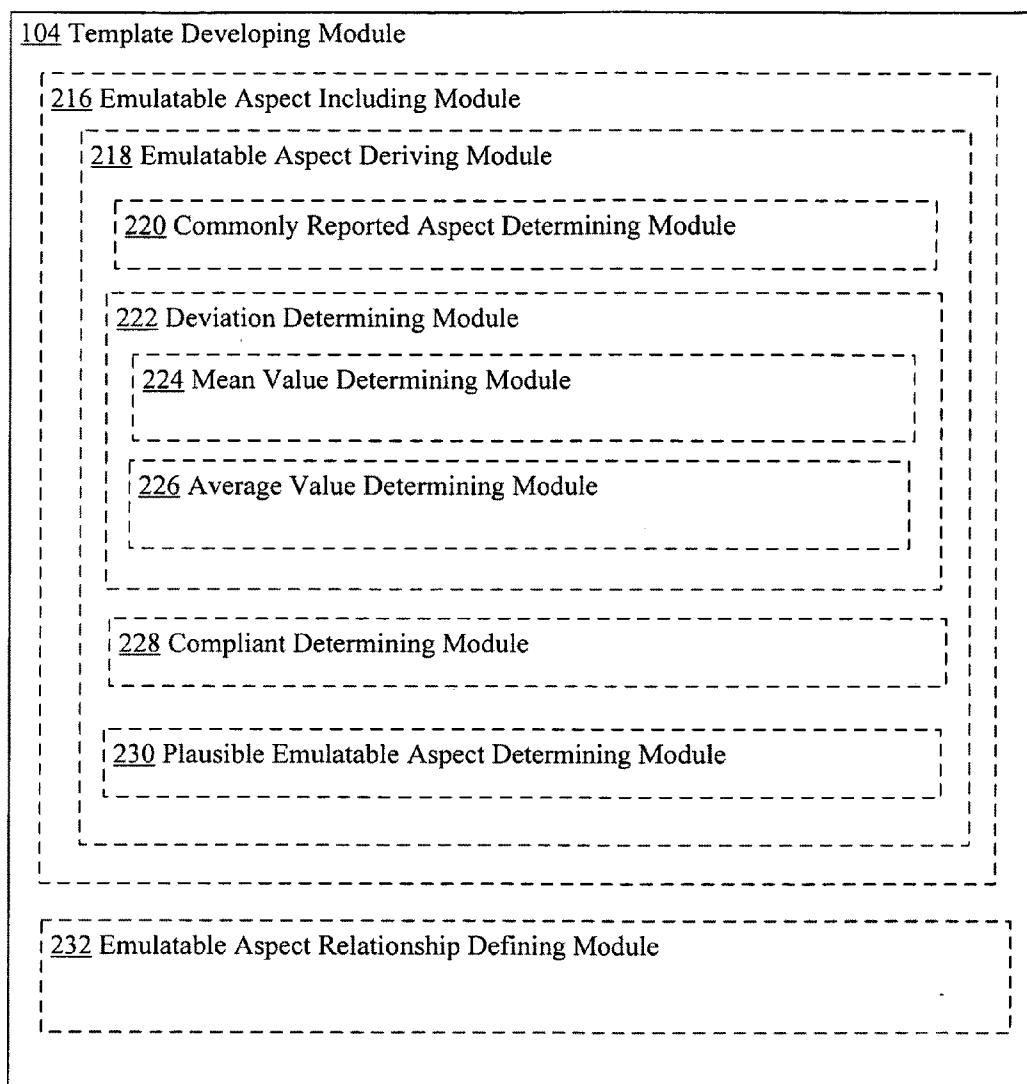 104 Template Developing Module
216 Emulatable Aspect Including Module
218 Emulatable Aspect Deriving Module
220 Commonly Reported Aspect Determining Module
222 Deviation Determining Module
224 Mean Value Determining Module
226 Average Value Determining Module
228 Compliant Determining Module
230 Plausible Emulatable Aspect Determining Module
232 Emulatable Aspect Relationship Defining Module